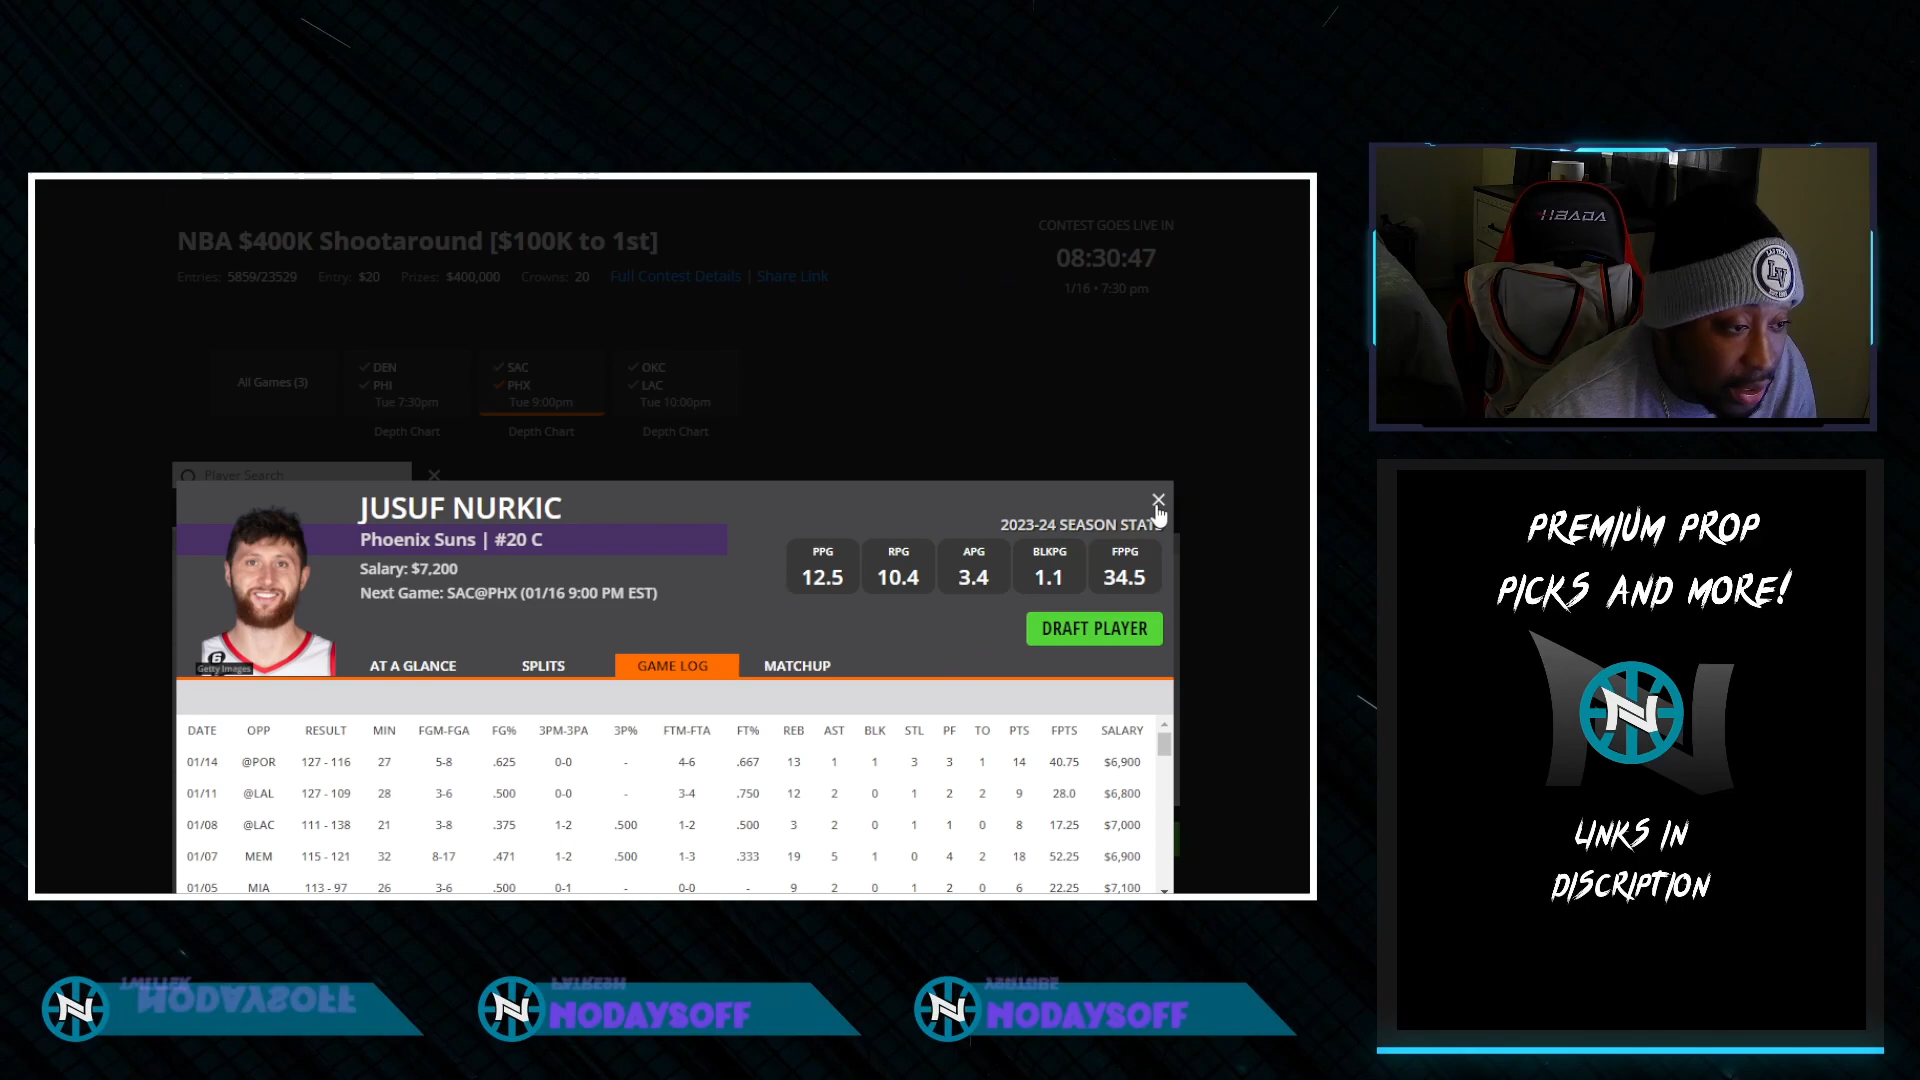 NBA $400K Shootaround [$100K to 1st]
Entries: 5859/23529 Entry: $20 Prizes: $400,000 Crowns: 20 Full Contest Details | Share Link
CONTEST GOES LIVE IN
08:30:47
1/16 • 7:30 pm
All Games (3)
DEN
PHI
Tue 7:30pm
Depth Chart
SAC
PHX
Tue 9:00pm
Depth Chart
OKC
LAC
Tue 10:00pm
Depth Chart
Player Search
JUSUF NURKIC
Phoenix Suns | #20 C
Salary: $7,200
Next Game: SAC@PHX (01/16 9:00 PM EST)
Getty Images
2023-24 SEASON STATS
PPG RPG APG BLKPG FPPG
12.5 10.4 3.4 1.1 34.5
DRAFT PLAYER
AT A GLANCE SPLITS GAME LOG MATCHUP
DATE OPP RESULT MIN FGM-FGA FG% 3PM-3PA 3P% FTM-FTA FT% REB AST BLK STL PF TO PTS FPTS SALARY
01/14 @POR 127 - 116 27 5-8 .625 0-0 - 4-6 .667 13 1 1 3 3 1 14 40.75 $6,900
01/11 @LAL 127 - 109 28 3-6 .500 0-0 - 3-4 .750 12 2 0 1 2 2 9 28.0 $6,800
01/08 @LAC 111 - 138 21 3-8 .375 1-2 .500 1-2 .500 3 2 0 1 1 0 8 17.25 $7,000
01/07 MEM 115 - 121 32 8-17 .471 1-2 .500 1-3 .333 19 5 1 0 4 2 18 52.25 $6,900
01/05 MIA 113 - 97 26 3-6 .500 0-1 - 0-0 - 9 2 0 1 2 0 6 22.25 $7,100
HBADA
LV
PREMIUM PROP
PICKS AND MORE!
N
LINKS IN
DISCRIPTION
N NODAYSOFF
N NODAYSOFF
N NODAYSOFF